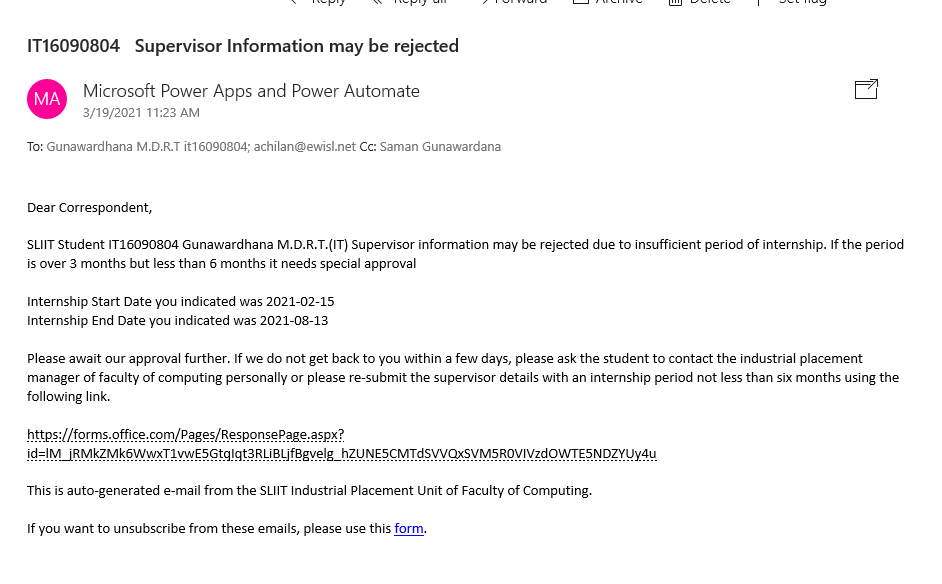 Reply Reply all Forward Archive Delete Set flag
IT16090804 Supervisor Information may be rejected
MA Microsoft Power Apps and Power Automate
3/19/2021 11:23 AM
To: Gunawardhana M.D.R.T it16090804; achilan@ewisl.net Cc: Saman Gunawardana
Dear Correspondent,
SLIIT Student IT16090804 Gunawardhana M.D.R.T.(IT) Supervisor information may be rejected due to insufficient period of internship. If the period
is over 3 months but less than 6 months it needs special approval
Internship Start Date you indicated was 2021-02-15
Internship End Date you indicated was 2021-08-13
Please await our approval further. If we do not get back to you within a few days, please ask the student to contact the industrial placement
manager of faculty of computing personally or please re-submit the supervisor details with an internship period not less than six months using the
following link.
https://forms.office.com/Pages/ResponsePage.aspx?
id=lM_jRMkZMk6WwxT1vwE5GtqIqt3RLiBLjfBgvelg_hZUNE5CMTdSVVQxSVM5R0VIVzdOWTE5NDZYUy4u
This is auto-generated e-mail from the SLIIT Industrial Placement Unit of Faculty of Computing.
If you want to unsubscribe from these emails, please use this form.